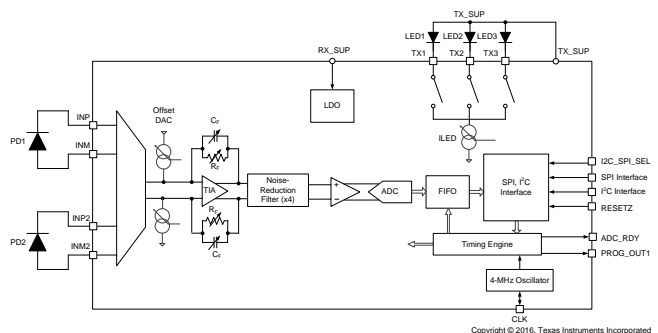 TX_SUP
LED1
LED2
LED3
RX_SUP
TX1
TX2
TX3
TX_SUP
LDO
INP
INM
PD1
Offset
DAC
CF
RF
TIA
RF
CF
ILED
Noise-
Reduction
Filter (x4)
+
-
ADC
FIFO
SPI, I2C
Interface
I2C_SPI_SEL
SPI Interface
I2C Interface
RESETZ
INP2
INM2
PD2
Timing Engine
ADC_RDY
PROG_OUT1
4-MHz Oscillator
CLK
Copyright © 2016, Texas Instruments Incorporated